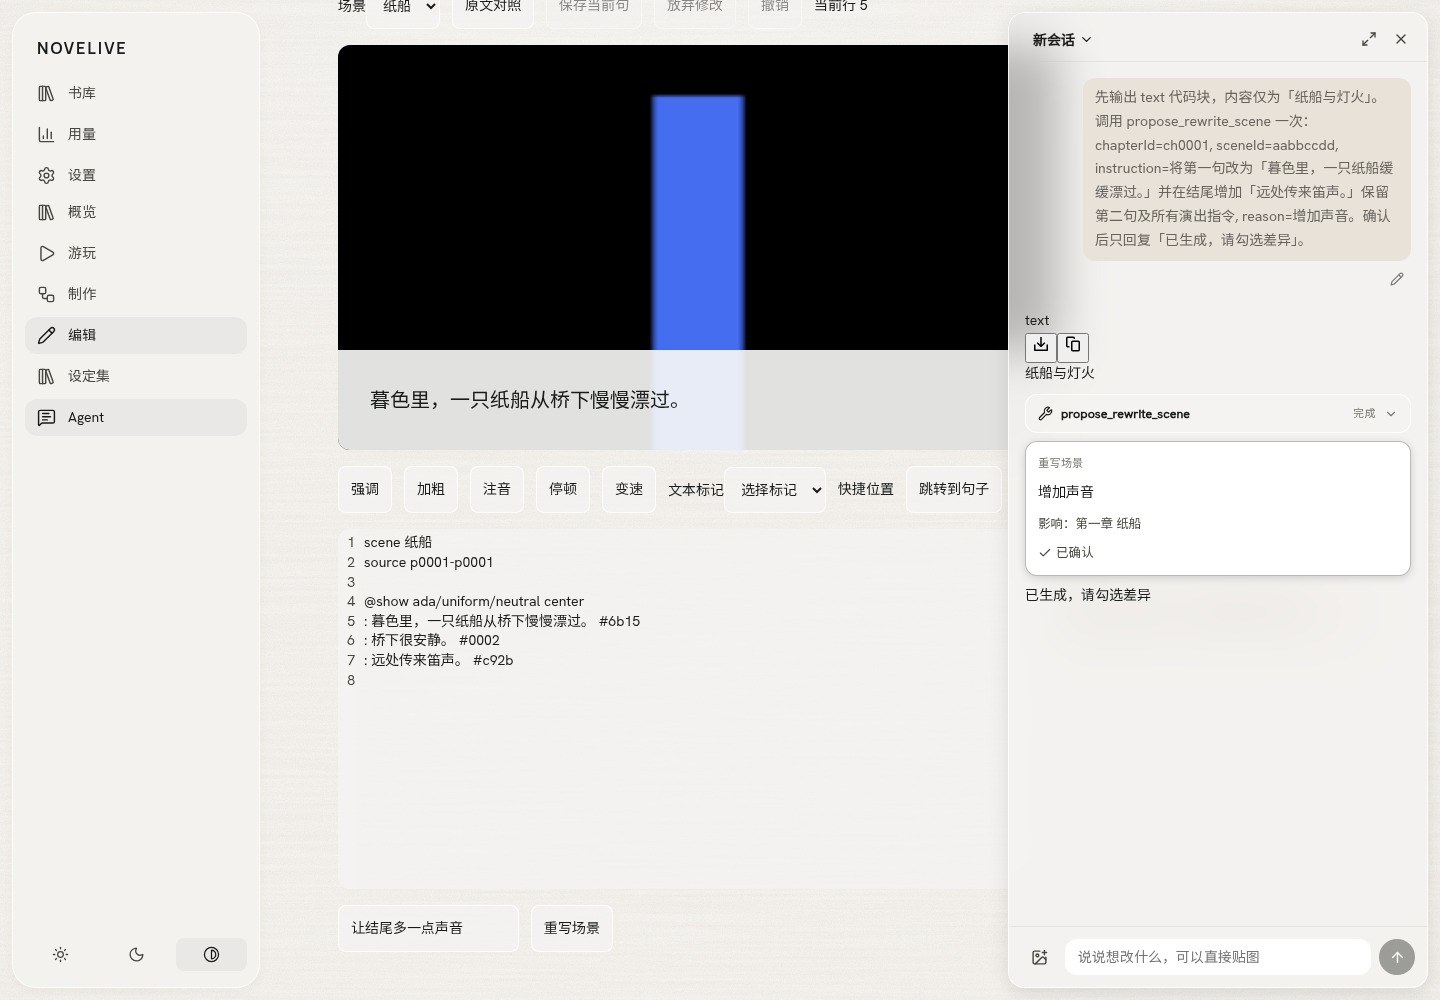 NOVELIVE
书库
用量
设置
概览
游玩
制作
编辑
设定集
Agent
场景 纸船 原文对照 保存当前句 放弃修改 撤销 当前行 5
暮色里，一只纸船从桥下慢慢漂过。
强调 加粗 注音 停顿 变速 文本标记 选择标记 快捷位置 跳转到句子
1 scene 纸船
2 source p0001-p0001
3
4 @show ada/uniform/neutral center
5 : 暮色里，一只纸船从桥下慢慢漂过。 #6b15
6 : 桥下很安静。 #0002
7 : 远处传来笛声。 #c92b
8
让结尾多一点声音 重写场景
新会话
先输出 text 代码块，内容仅为「纸船与灯火」。
调用 propose_rewrite_scene 一次：
chapterId=ch0001, sceneId=aabbccdd,
instruction=将第一句改为「暮色里，一只纸船缓
缓漂过。」并在结尾增加「远处传来笛声。」保留
第二句及所有演出指令, reason=增加声音。确认
后只回复「已生成，请勾选差异」。
text
纸船与灯火
propose_rewrite_scene 完成
重写场景
增加声音
影响：第一章 纸船
已确认
已生成，请勾选差异
说说想改什么，可以直接贴图